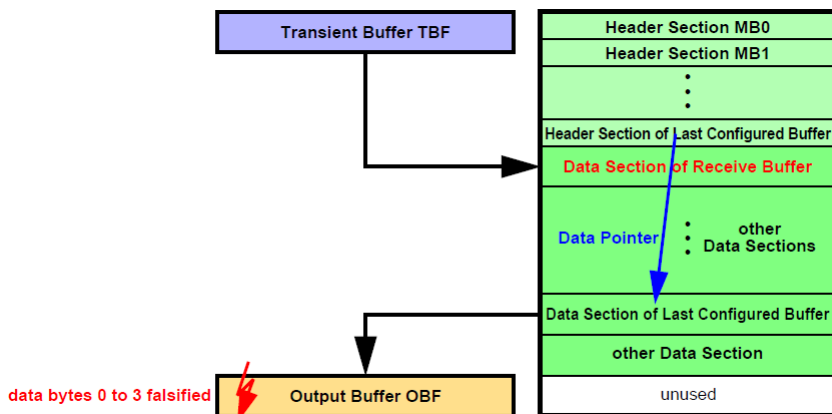 Transient Buffer TBF
Header Section MB0
Header Section MB1
Header Section of Last Configured Buffer
Data Section of Receive Buffer
Data Pointer
other
Data Sections
Data Section of Last Configured Buffer
other Data Section
data bytes 0 to 3 falsified
Output Buffer OBF
unused